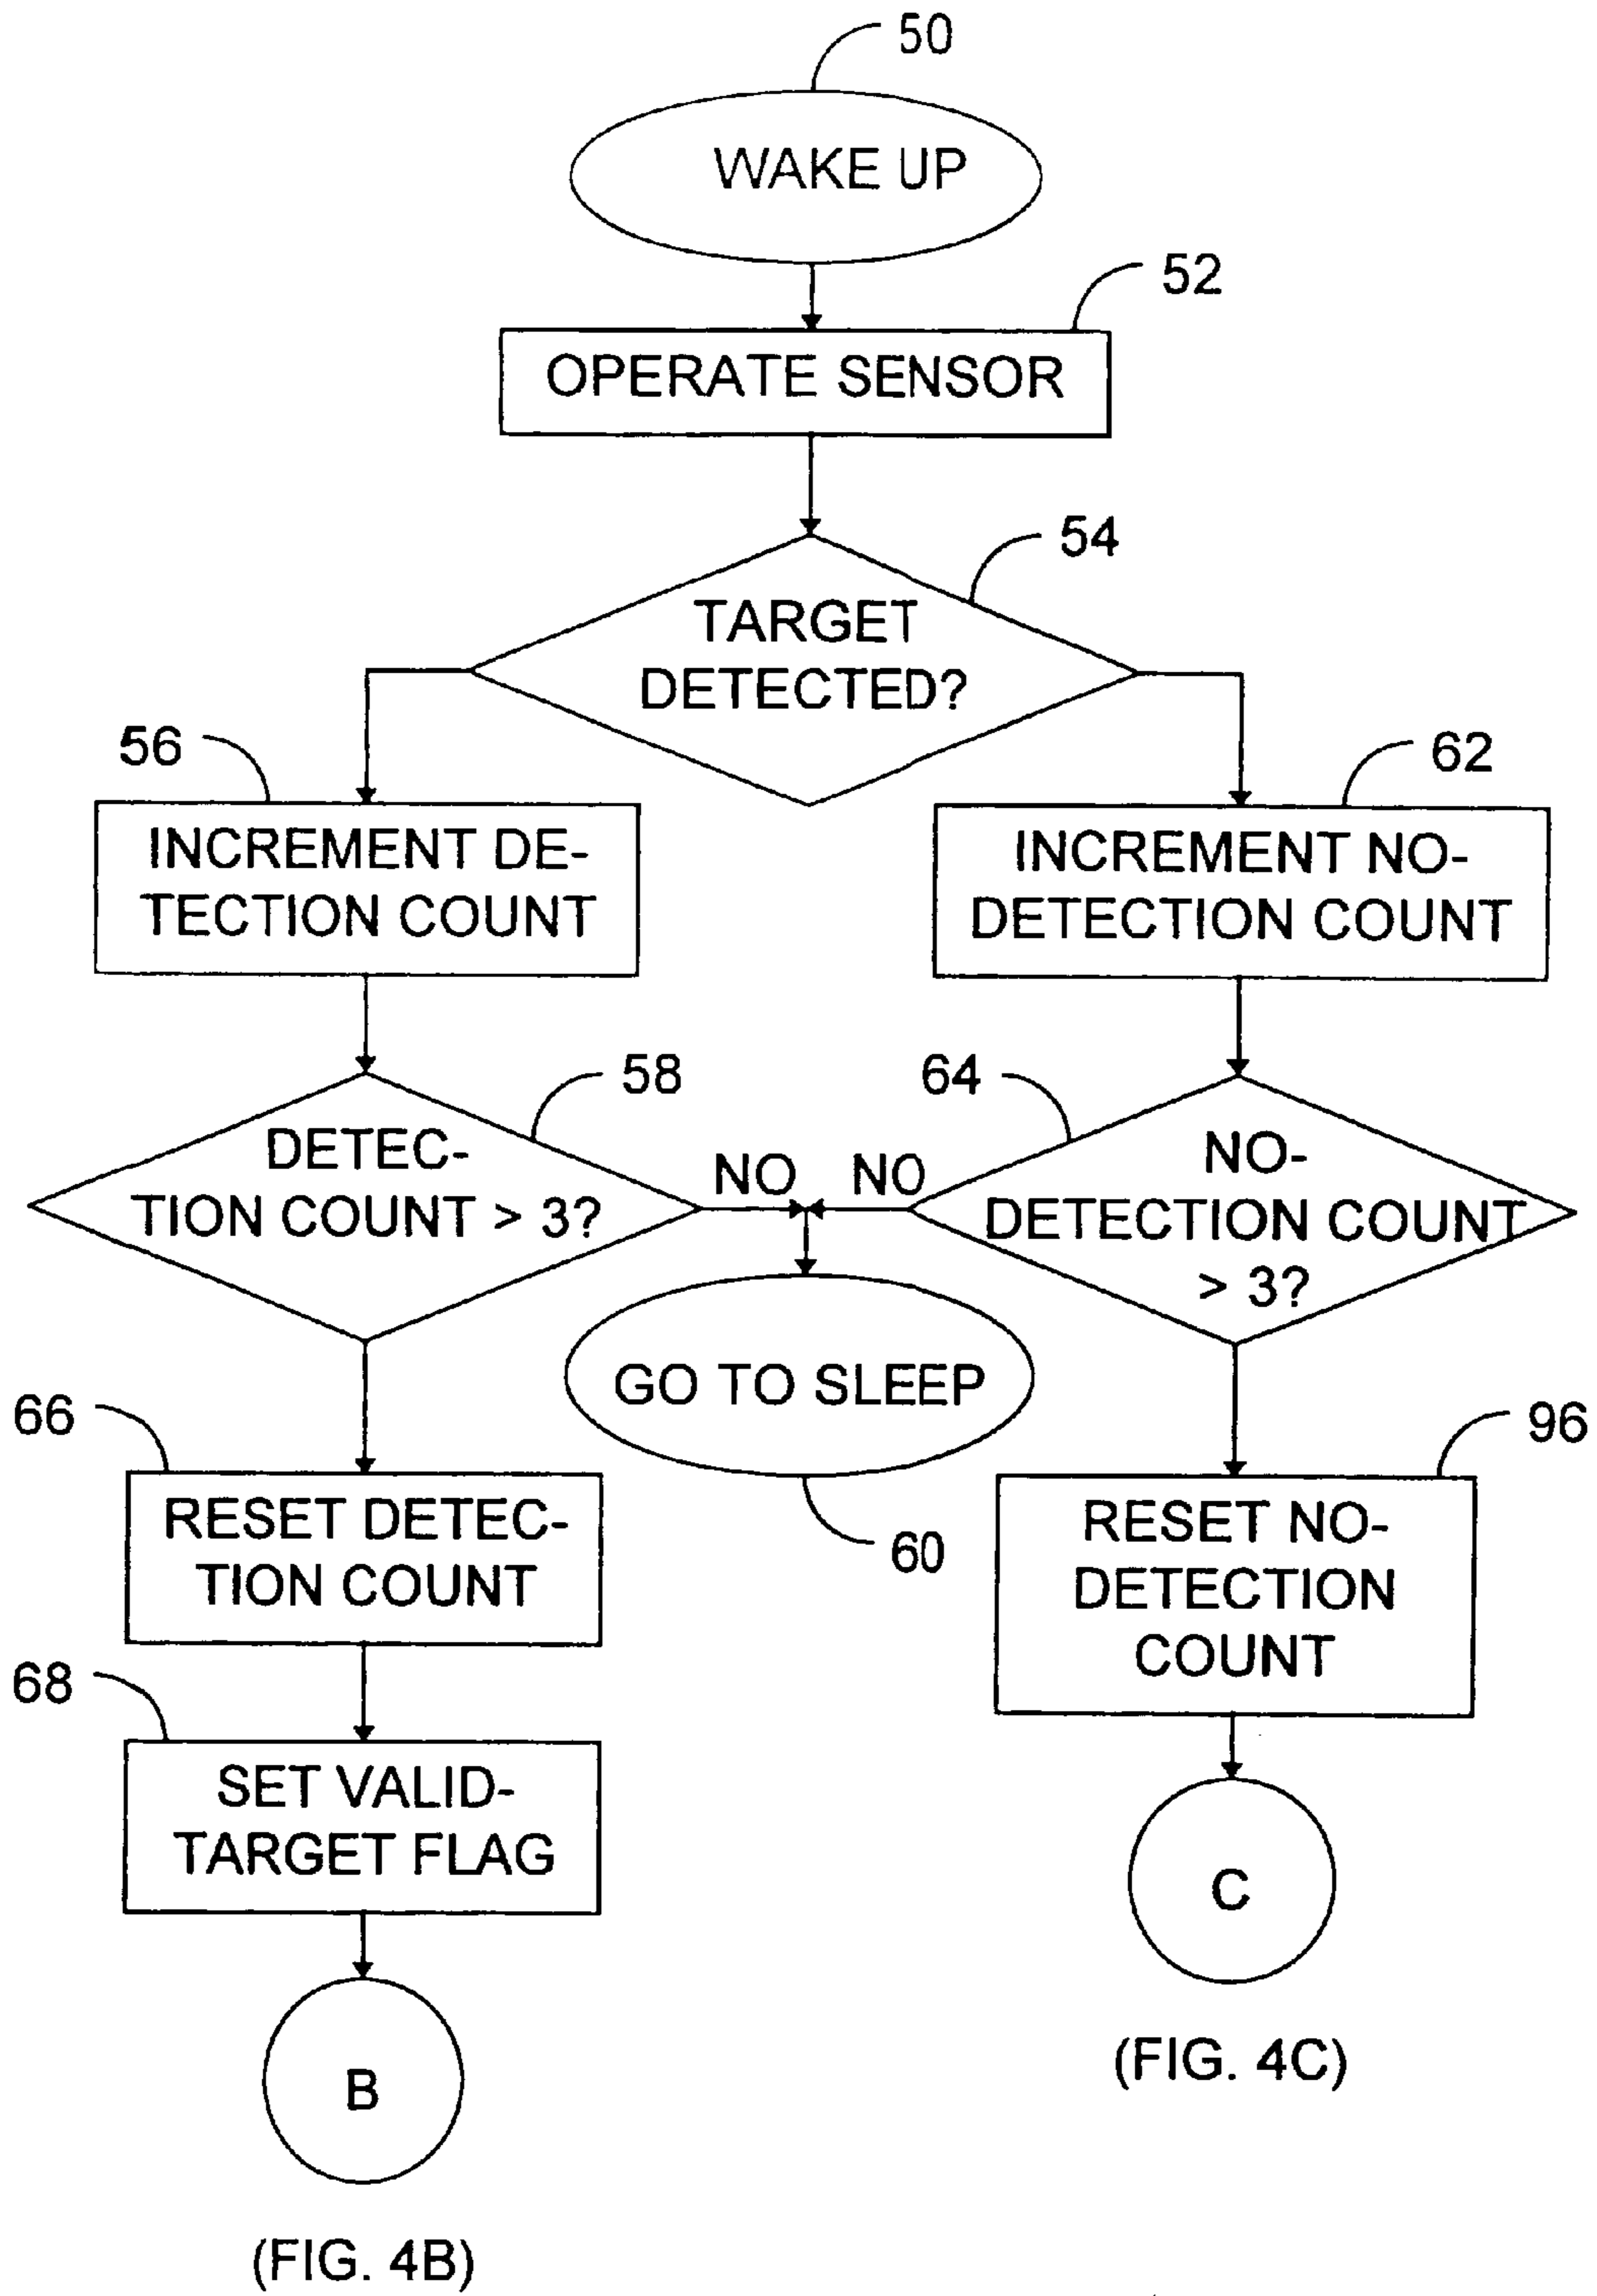 50
WAKE UP
52
OPERATE SENSOR
54
TARGET
DETECTED?
56
INCREMENT DE-
TECTION COUNT
62
INCREMENT NO-
DETECTION COUNT
58
DETEC-
TION COUNT > 3?
NO
NO
64
NO-
DETECTION COUNT
> 3?
GO TO SLEEP
60
66
RESET DETEC-
TION COUNT
96
RESET NO-
DETECTION
COUNT
68
SET VALID-
TARGET FLAG
C
(FIG. 4C)
B
(FIG. 4B)